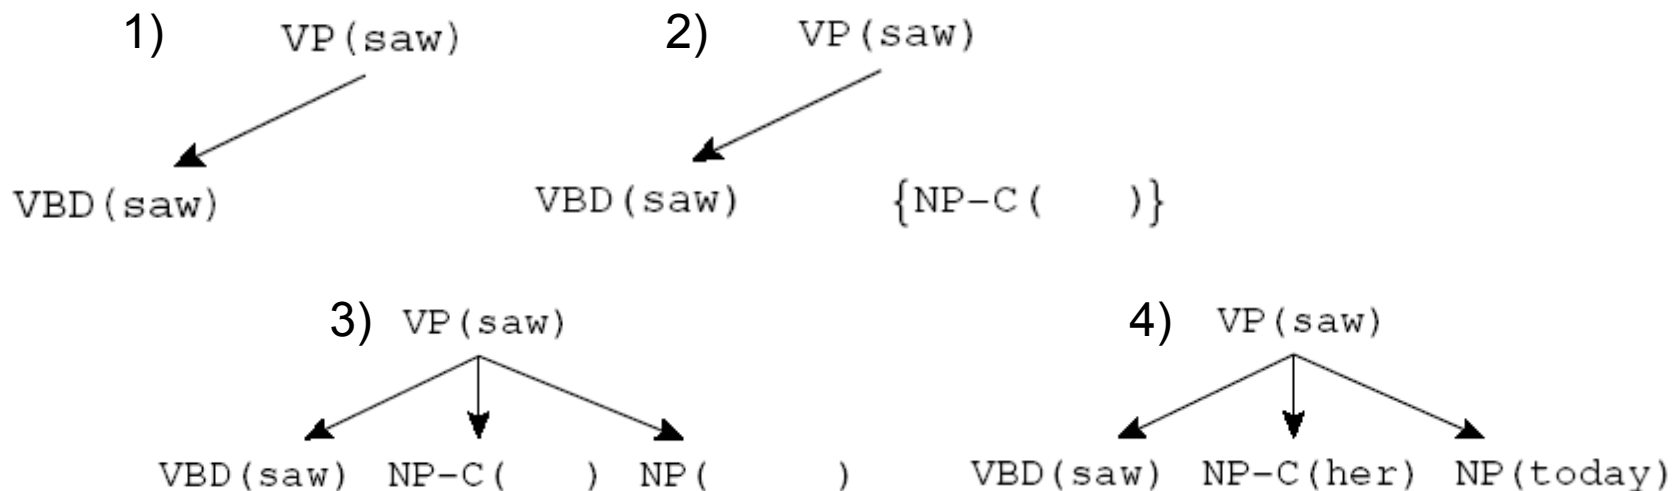 1) VP(saw) 2) VP(saw)
VBD(saw) VBD(saw) {NP-C( )}
3) VP(saw) 4) VP(saw)
VBD(saw) NP-C( ) NP( ) VBD(saw) NP-C(her) NP(today)